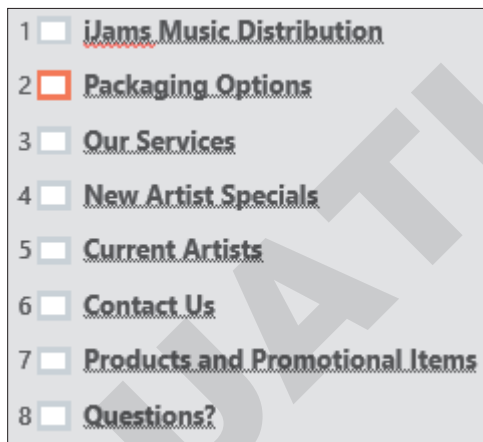 1 iJams Music Distribution
2 Packaging Options
3 Our Services
4 New Artist Specials
5 Current Artists
6 Contact Us
7 Products and Promotional Items
8 Questions?
UATI